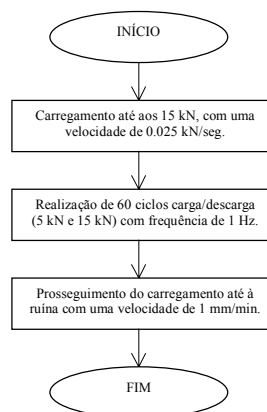 INÍCIO
Carregamento até aos 15 kN, com uma
velocidade de 0.025 kN/seg.
Realização de 60 ciclos carga/descarga
(5 kN e 15 kN) com frequência de 1 Hz.
Prosseguimento do carregamento até à
ruína com uma velocidade de 1 mm/min.
FIM